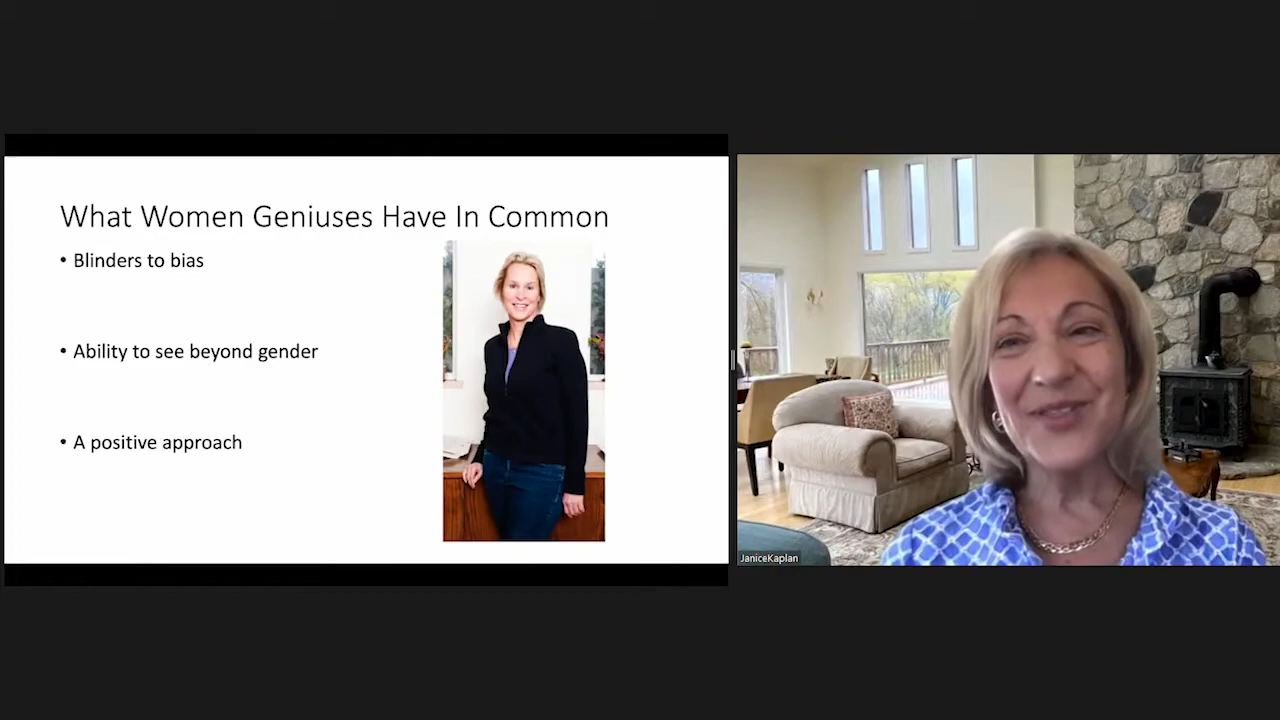 What Women Geniuses Have In Common
• Blinders to bias
• Ability to see beyond gender
• A positive approach
JaniceKaplan